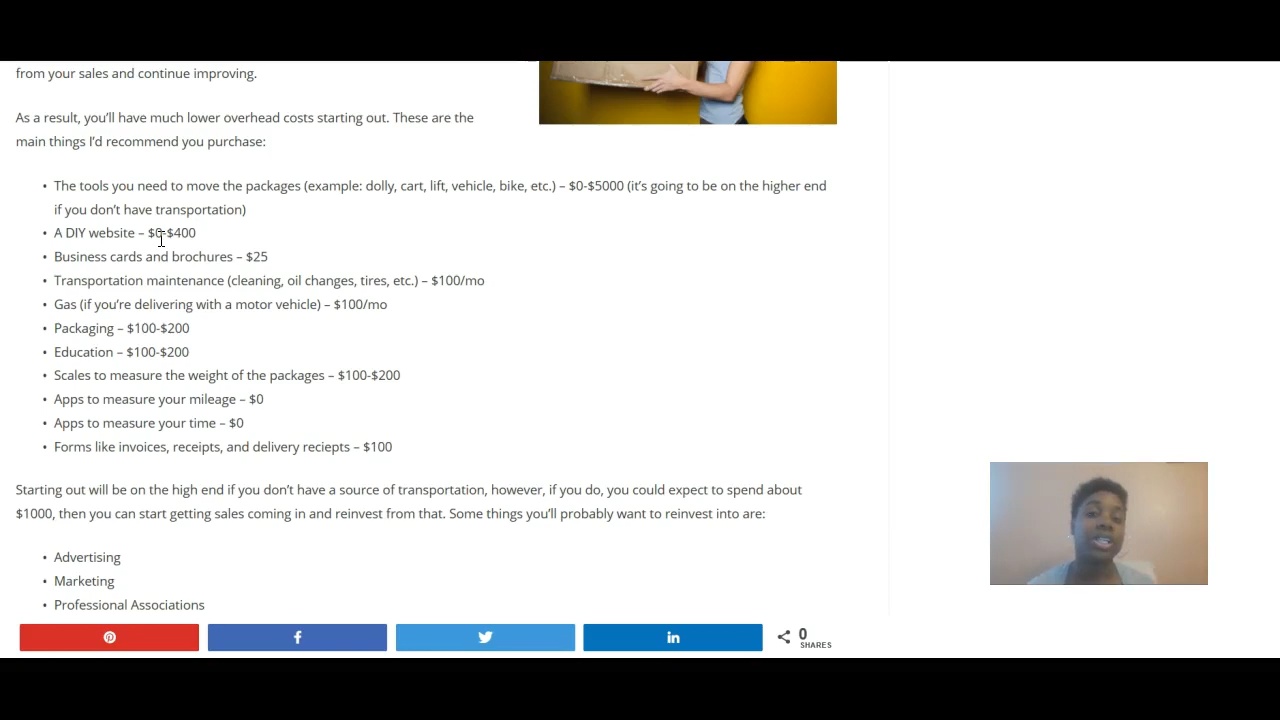 from your sales and continue improving.
As a result, you'll have much lower overhead costs starting out. These are the
main things I'd recommend you purchase:
• The tools you need to move the packages (example: dolly, cart, lift, vehicle, bike, etc.) – $0-$5000 (it's going to be on the higher end
if you don't have transportation)
• A DIY website – $0-$400
• Business cards and brochures – $25
• Transportation maintenance (cleaning, oil changes, tires, etc.) – $100/mo
• Gas (if you're delivering with a motor vehicle) – $100/mo
• Packaging – $100-$200
• Education – $100-$200
• Scales to measure the weight of the packages – $100-$200
• Apps to measure your mileage – $0
• Apps to measure your time – $0
• Forms like invoices, receipts, and delivery reciepts – $100
Starting out will be on the high end if you don't have a source of transportation, however, if you do, you could expect to spend about
$1000, then you can start getting sales coming in and reinvest from that. Some things you'll probably want to reinvest into are:
• Advertising
• Marketing
• Professional Associations
0
SHARES